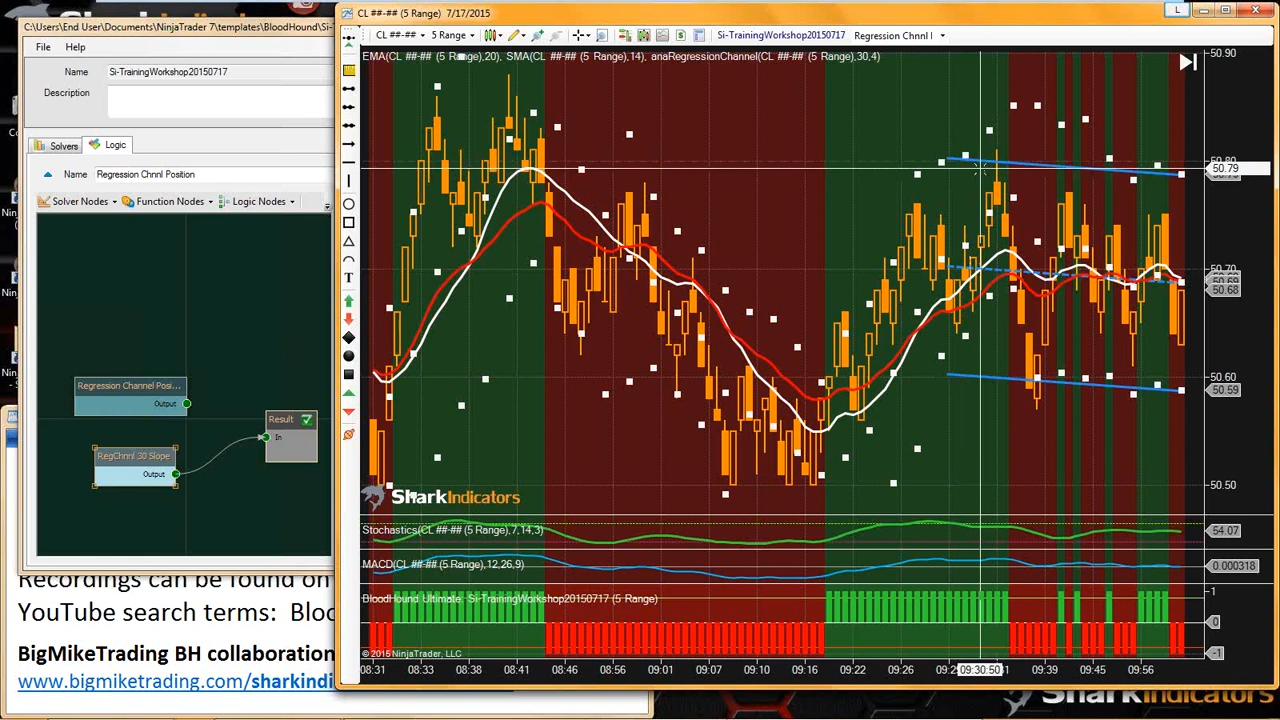 C:\Users\End User\Documents\NinjaTrader 7\templates\BloodHound\Si-
File Help
Name Si-TrainingWorkshop20150717
Description
Solvers Logic
Name Regression Chnnl Position
Solver Nodes Function Nodes Logic Nodes
Regression Channel Posi...
Output
Result
In
RegChnnl 30 Slope
Output
Recordings can be found on
YouTube search terms: Bloo
BigMikeTrading BH collaboration
www.bigmiketrading.com/sharkindi
CL ##-## (5 Range) 7/17/2015
L
CL ##-## 5 Range Si-TrainingWorkshop20150717 Regression Chnnl I
EMA(CL ##-## (5 Range),20), SMA(CL ##-## (5 Range),14), anaRegressionChannel(CL ##-## (5 Range),30,4)
T
50.90
50.80
50.79
50.70
50.68
50.60
50.59
50.50
SharkIndicators
Stochastics(CL ##-## (5 Range),7,14,3)
54.07
MACD(CL ##-## (5 Range),12,26,9)
0.000318
BloodHound Ultimate: Si-TrainingWorkshop20150717 (5 Range)
1
0
-1
© 2015 NinjaTrader, LLC
08:31 08:33 08:41 08:46 08:56 09:01 09:07 09:10 09:16 09:22 09:26 09:30:50 09:39 09:45 09:56
SharkIndicators